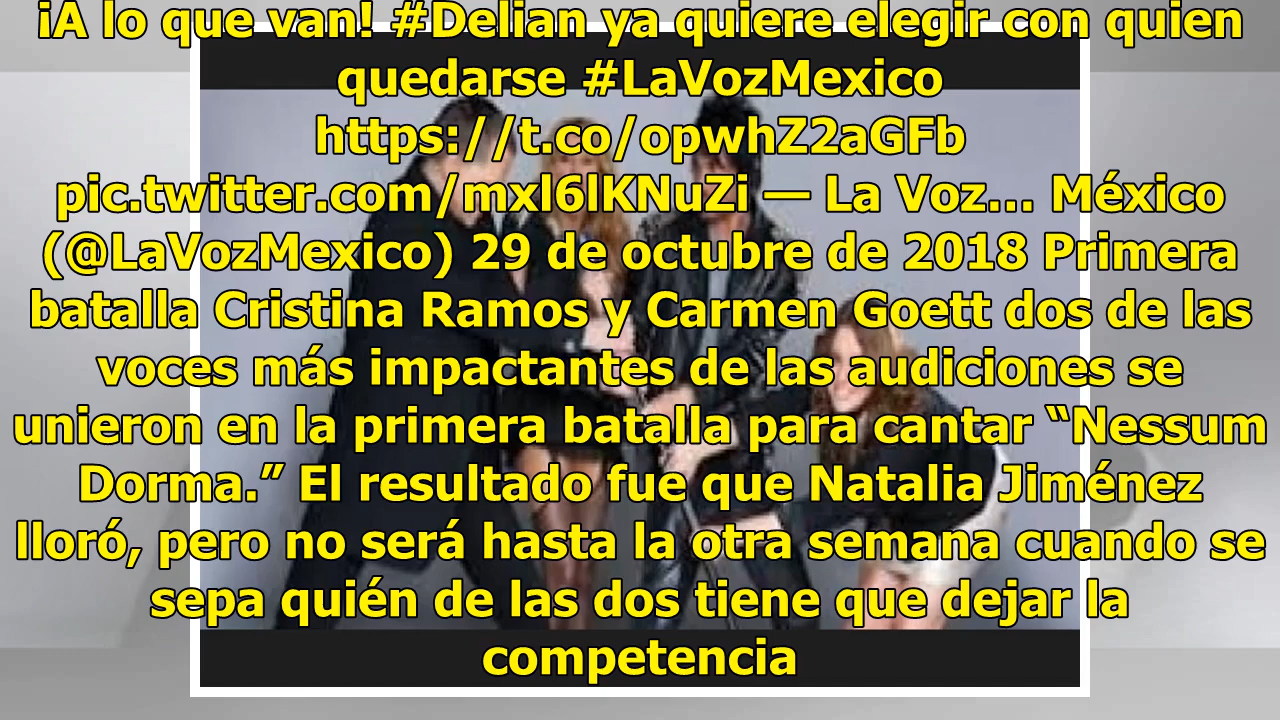 ¡A lo que van! #Delian ya quiere elegir con quien
quedarse #LaVozMexico
https://t.co/opwhZ2aGFb
pic.twitter.com/mxl6lKNuZi — La Voz... México
(@LaVozMexico) 29 de octubre de 2018 Primera
batalla Cristina Ramos y Carmen Goett dos de las
voces más impactantes de las audiciones se
unieron en la primera batalla para cantar “Nessum
Dorma.” El resultado fue que Natalia Jiménez
lloró, pero no será hasta la otra semana cuando se
sepa quién de las dos tiene que dejar la
competencia